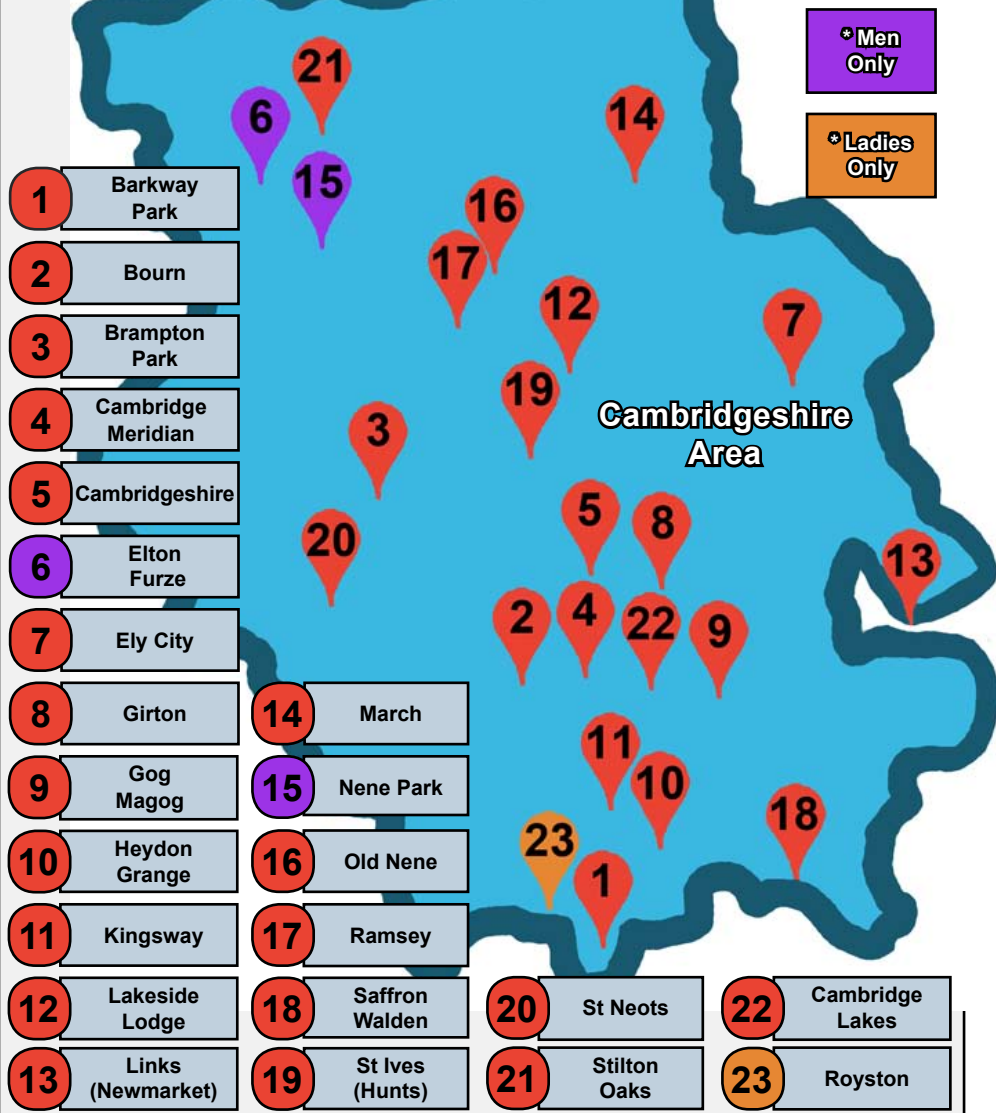 * Men
Only
* Ladies
Only
21
6
14
15
16
17
12
7
19
3
Cambridgeshire
Area
5
8
20
13
2
4
22
9
11
10
18
23
1
1
Barkway
Park
2
Bourn
3
Brampton
Park
4
Cambridge
Meridian
5
Cambridgeshire
6
Elton
Furze
7
Ely City
8
Girton
9
Gog
Magog
10
Heydon
Grange
11
Kingsway
12
Lakeside
Lodge
13
Links
(Newmarket)
14
March
15
Nene Park
16
Old Nene
17
Ramsey
18
Saffron
Walden
19
St Ives
(Hunts)
20
St Neots
21
Stilton
Oaks
22
Cambridge
Lakes
23
Royston